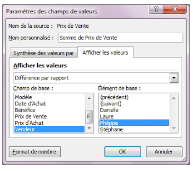 Paramètres des champs de valeurs
Nom de la source : Prix de Vente
Nom personnalisé : Somme de Prix de Vente
Synthèse des valeurs par
Afficher les valeurs
Afficher les valeurs
Différence par rapport
Champ de base :
Élément de base :
Modèle
Date d'Achat
Bénéfice
Prix de Vente
Prix d'Achat
Vendeur
(précédent)
(suivant)
Danielle
Laure
Philippe
Stéphane
Format de nombre
OK
Annuler